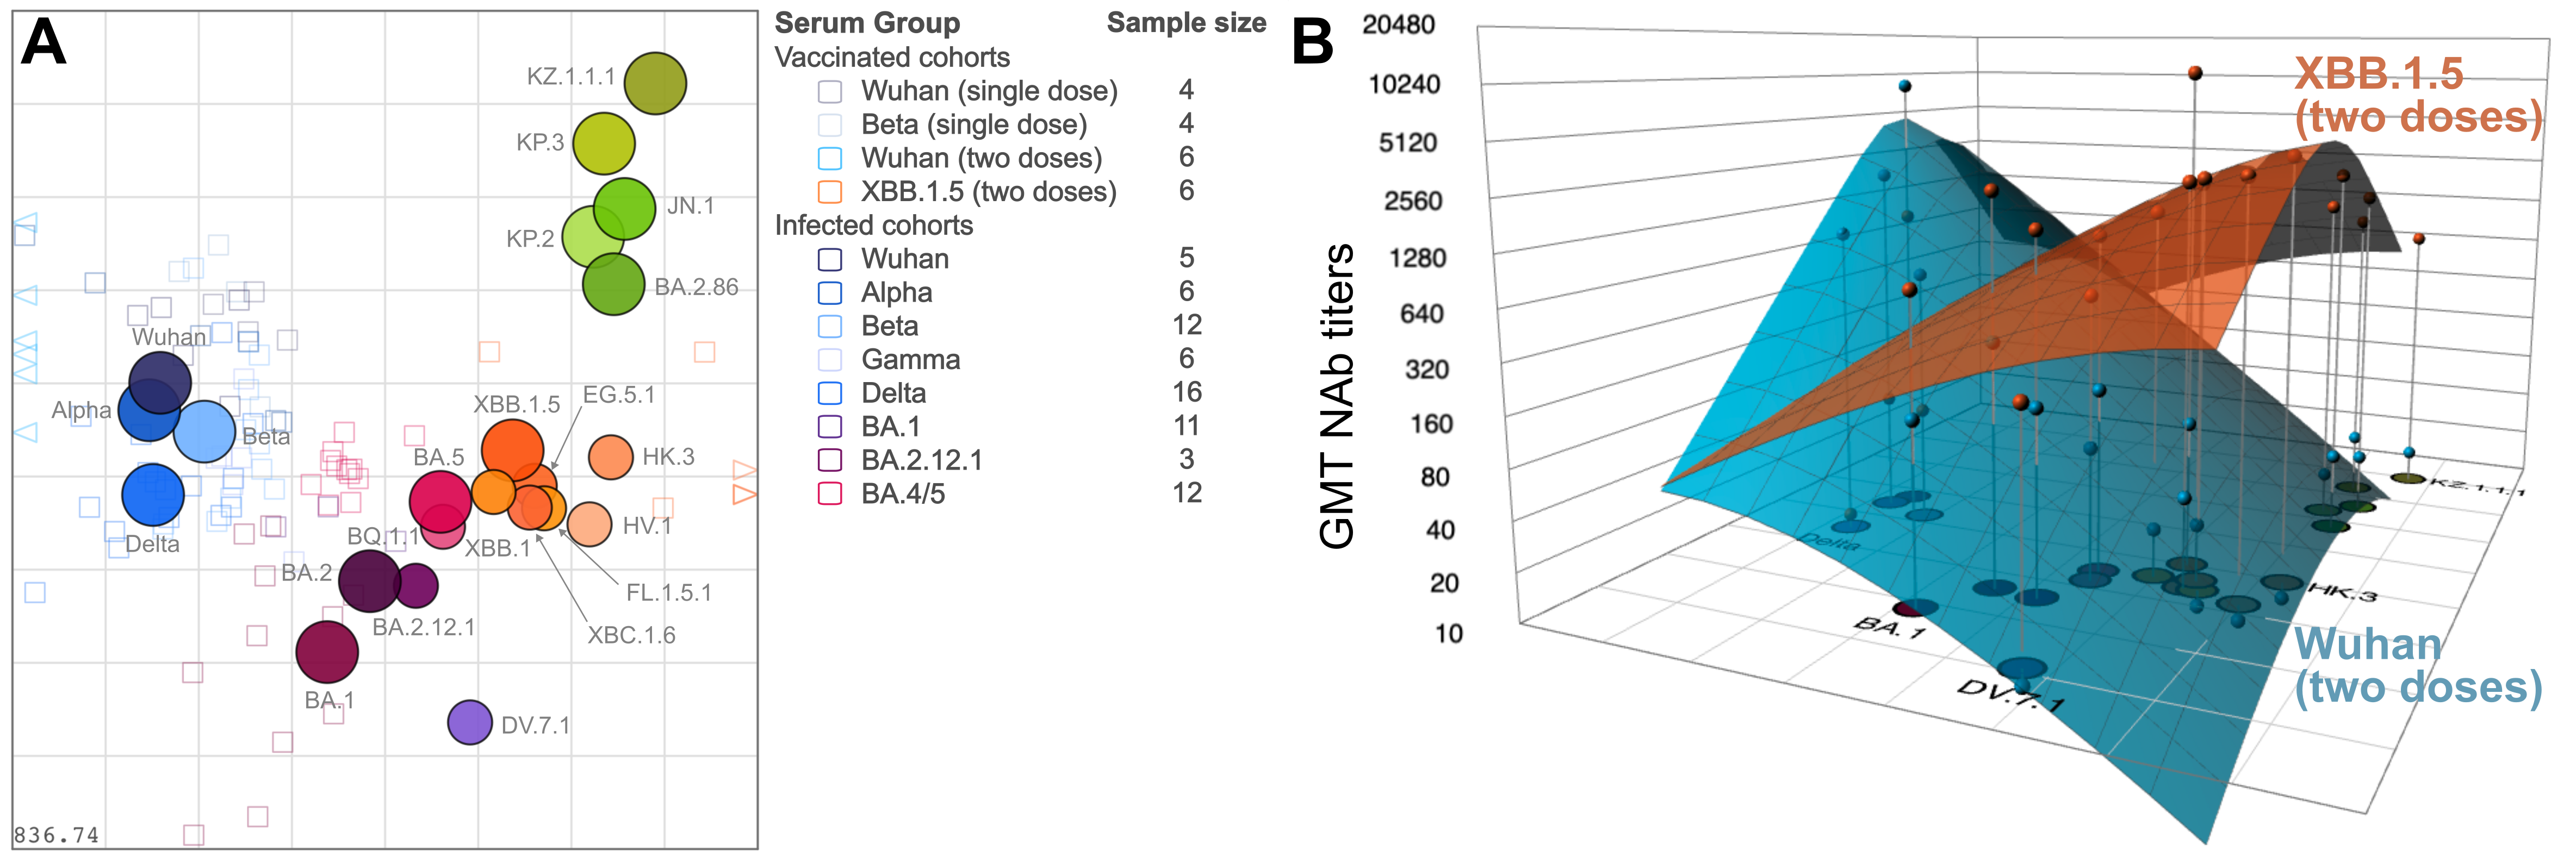 A
KZ.1.1.1
KP.3
JN.1
KP.2
BA.2.86
Wuhan
Alpha
Beta
Delta
EG.5.1
XBB.1.5
HK.3
BA.5
HV.1
BQ.1.1
XBB.1
BA.2
FL.1.5.1
BA.2.12.1
XBC.1.6
BA.1
DV.7.1
836.74
Serum Group Sample size
Vaccinated cohorts
Wuhan (single dose) 4
Beta (single dose) 4
Wuhan (two doses) 6
XBB.1.5 (two doses) 6
Infected cohorts
Wuhan 5
Alpha 6
Beta 12
Gamma 6
Delta 16
BA.1 11
BA.2.12.1 3
BA.4/5 12
B
GMT NAb titers
20480
10240
5120
2560
1280
640
320
160
80
40
20
10
XBB.1.5
(two doses)
KZ.1.1.1
Delta
HK.3
BA.1
DV.7.1
Wuhan
(two doses)